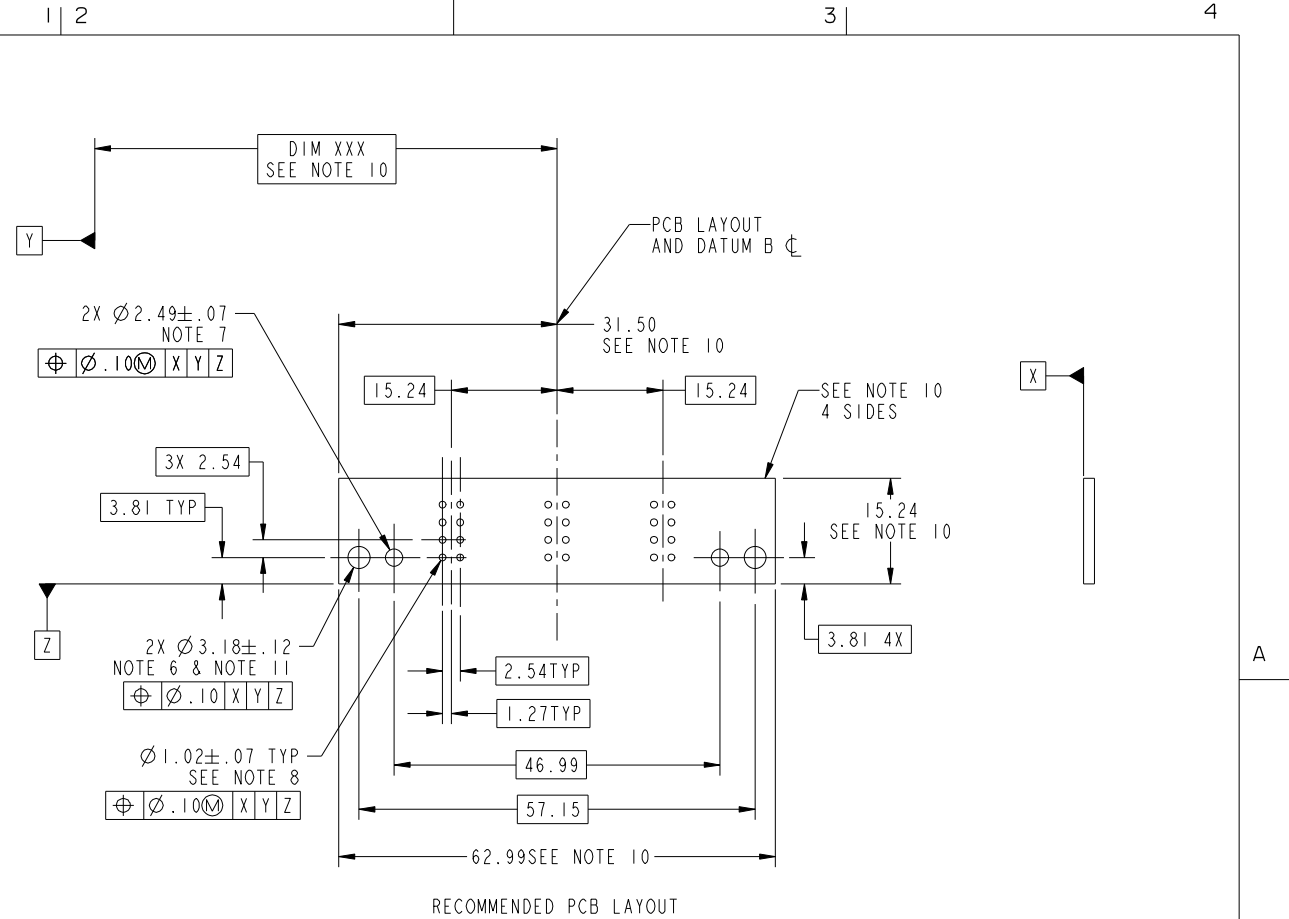 1 2 3 4
DIM XXX
SEE NOTE 10
Y
PCB LAYOUT
AND DATUM B ℄
2X Ø2.49±.07
NOTE 7
⌖ Ø.10Ⓜ X Y Z
31.50
SEE NOTE 10
X
15.24
15.24
SEE NOTE 10
4 SIDES
3X 2.54
3.81 TYP
15.24
SEE NOTE 10
Z
2X Ø3.18±.12
NOTE 6 & NOTE 11
⌖ Ø.10 X Y Z
3.81 4X
A
2.54TYP
1.27TYP
Ø1.02±.07 TYP
SEE NOTE 8
⌖ Ø.10Ⓜ X Y Z
46.99
57.15
62.99SEE NOTE 10
RECOMMENDED PCB LAYOUT